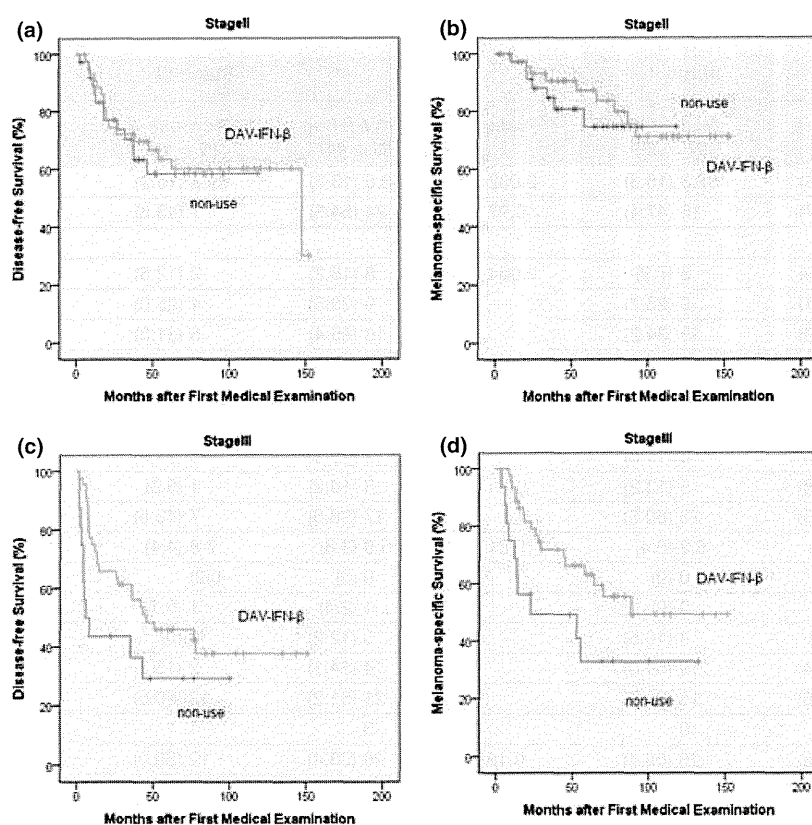 (a)
StageII
100
80
60
40
20
0
Disease-free Survival (%)
DAV-IFN-β
non-use
0 50 100 150 200
Months after First Medical Examination
(b)
StageII
100
80
60
40
20
0
Melanoma-specific Survival (%)
non-use
DAV-IFN-β
0 50 100 150 200
Months after First Medical Examination
(c)
StageIII
100
80
60
40
20
0
Disease-free Survival (%)
DAV-IFN-β
non-use
0 50 100 150 200
Months after First Medical Examination
(d)
StageIII
100
80
60
40
20
0
Melanoma-specific Survival (%)
DAV-IFN-β
non-use
0 50 100 150 200
Months after First Medical Examination